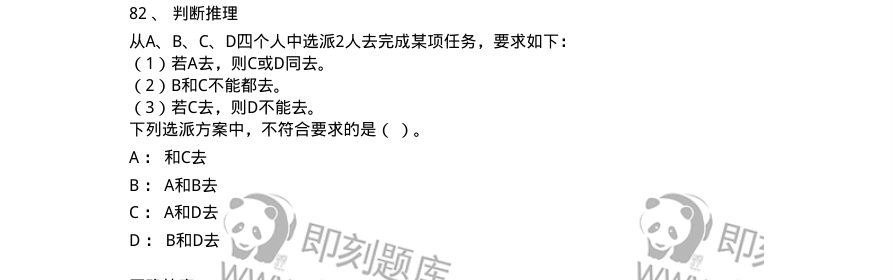 82 、 判断推理
从A、B、C、D四个人中选派2人去完成某项任务，要求如下：
（1）若A去，则C或D同去。
（2）B和C不能都去。
（3）若C去，则D不能去。
下列选派方案中，不符合要求的是（ ）。
A： 和C去
B： A和B去
C： A和D去
D： B和D去
即刻题库
即刻